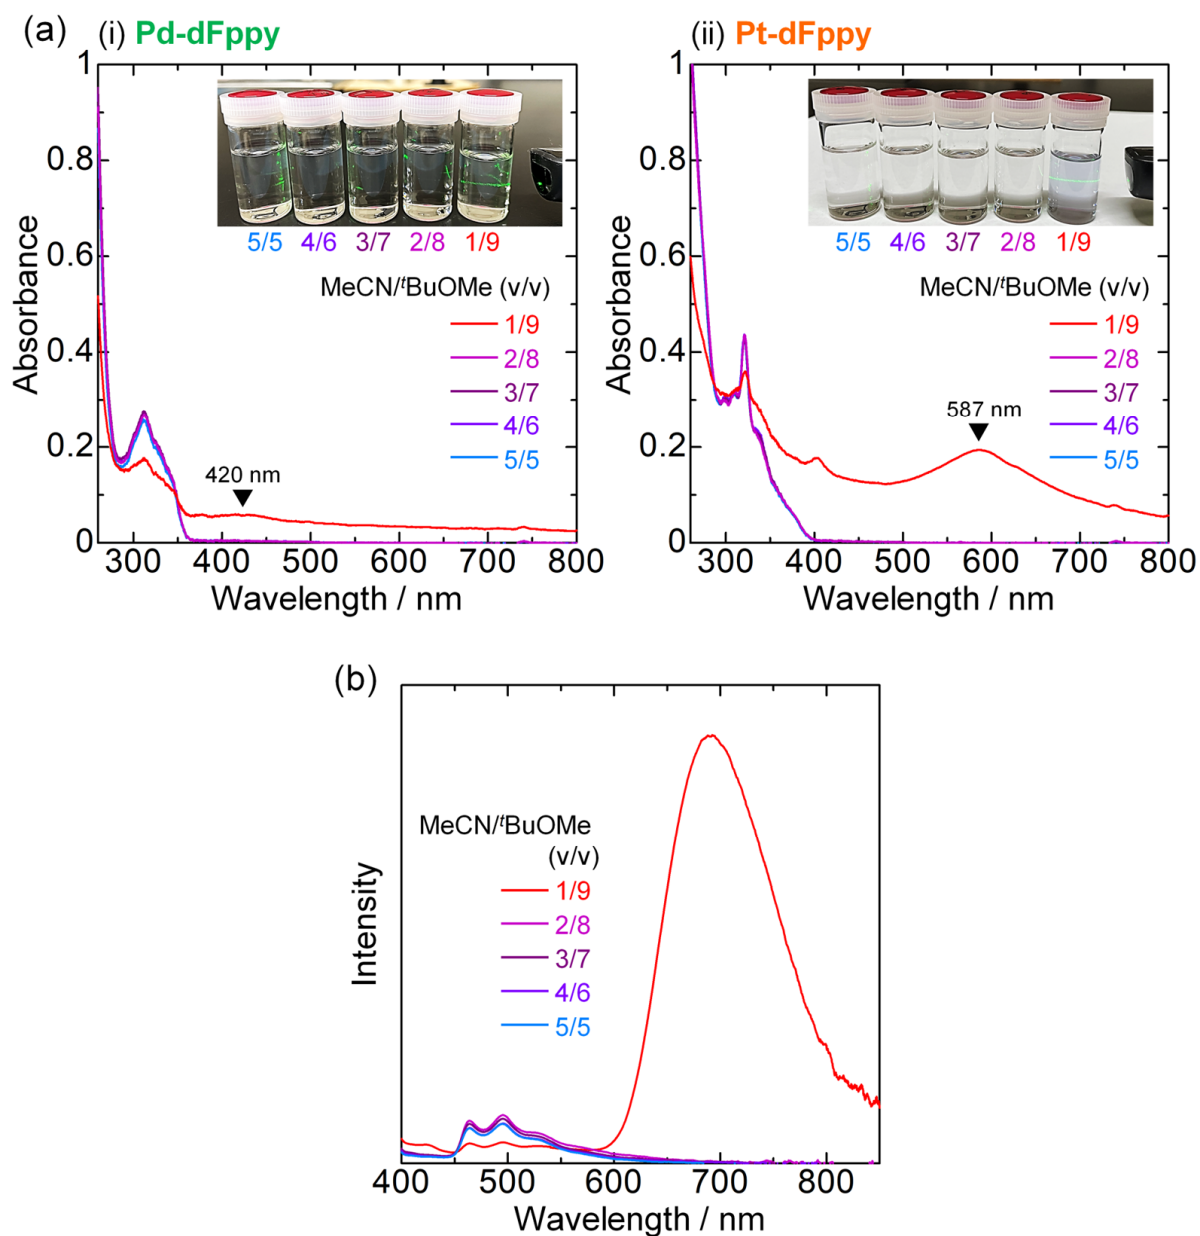 (a) (i) Pd-dFppy
1
0.8
0.6
0.4
0.2
0
Absorbance
5/5 4/6 3/7 2/8 1/9
MeCN/ᵗBuOMe (v/v)
1/9
2/8
3/7
4/6
5/5
420 nm
300 400 500 600 700 800
Wavelength / nm
(ii) Pt-dFppy
1
0.8
0.6
0.4
0.2
0
Absorbance
5/5 4/6 3/7 2/8 1/9
MeCN/ᵗBuOMe (v/v)
1/9
2/8
3/7
4/6
5/5
587 nm
300 400 500 600 700 800
Wavelength / nm
(b)
Intensity
MeCN/ᵗBuOMe
(v/v)
1/9
2/8
3/7
4/6
5/5
400 500 600 700 800
Wavelength / nm